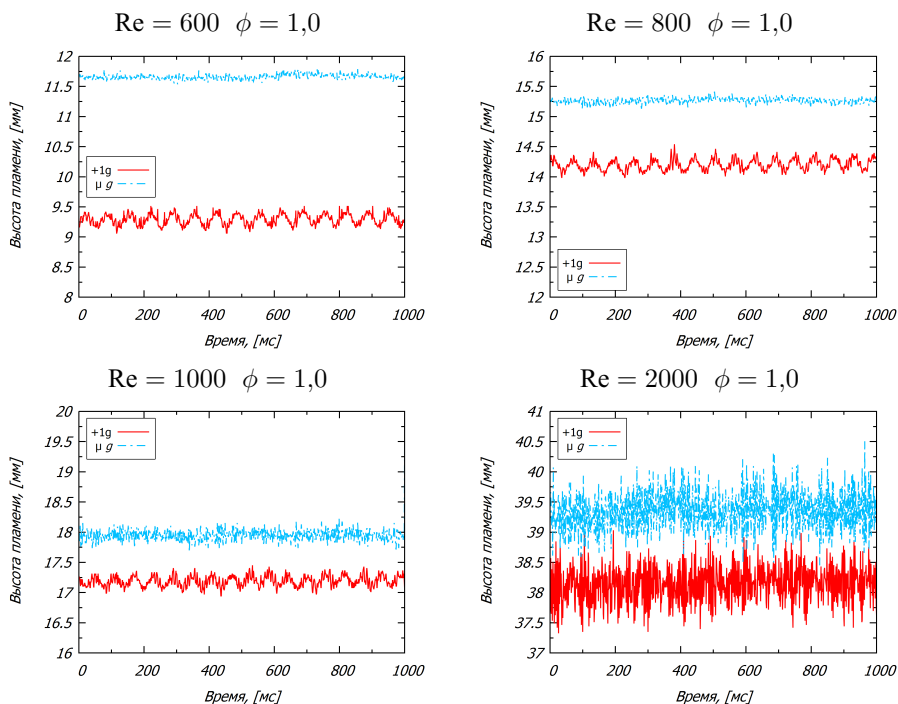 Re = 600 ϕ = 1,0
Re = 800 ϕ = 1,0
12
11.5
11
10.5
10
9.5
9
8.5
8
Высота пламени, [мм]
+1g
μ g
0 200 400 600 800 1000
Время, [мс]
16
15.5
15
14.5
14
13.5
13
12.5
12
Высота пламени, [мм]
+1g
μ g
0 200 400 600 800 1000
Время, [мс]
Re = 1000 ϕ = 1,0
Re = 2000 ϕ = 1,0
20
19.5
19
18.5
18
17.5
17
16.5
16
Высота пламени, [мм]
+1g
μ g
0 200 400 600 800 1000
Время, [мс]
41
40.5
40
39.5
39
38.5
38
37.5
37
Высота пламени, [мм]
+1g
μ g
0 200 400 600 800 1000
Время, [мс]